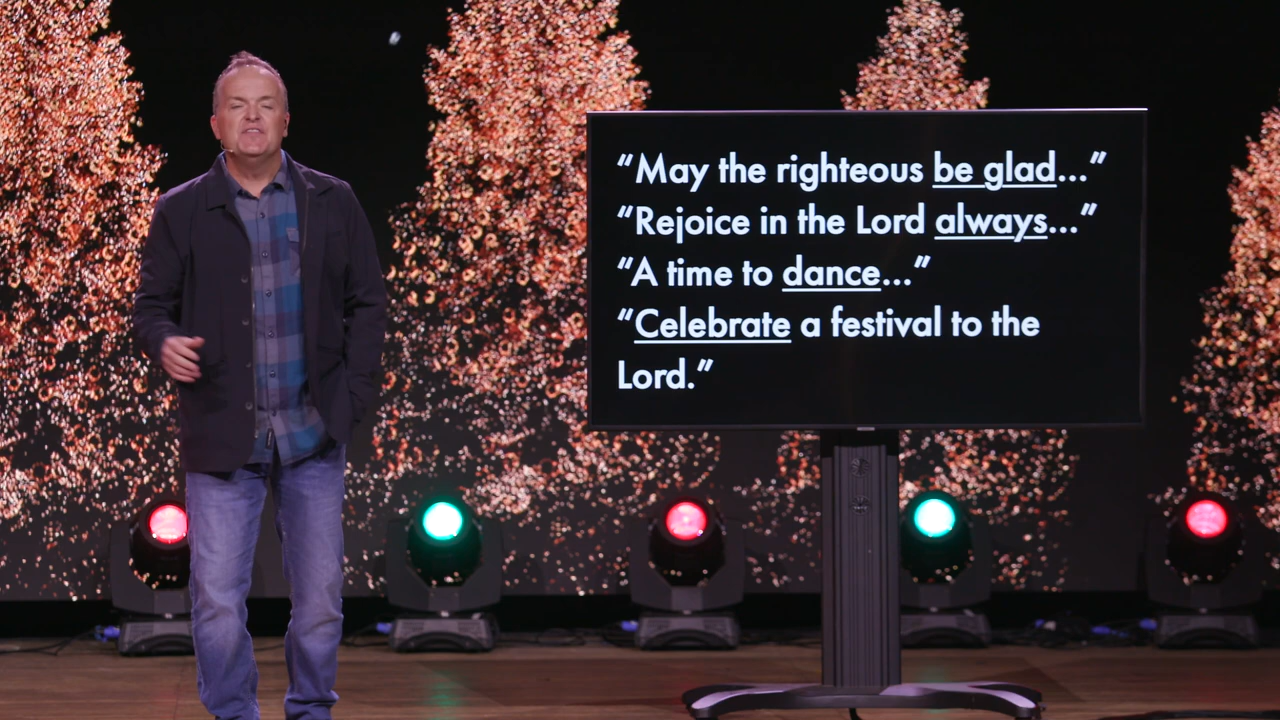 “May the righteous be glad...”
“Rejoice in the Lord always...”
“A time to dance...”
“Celebrate a festival to the
Lord.”